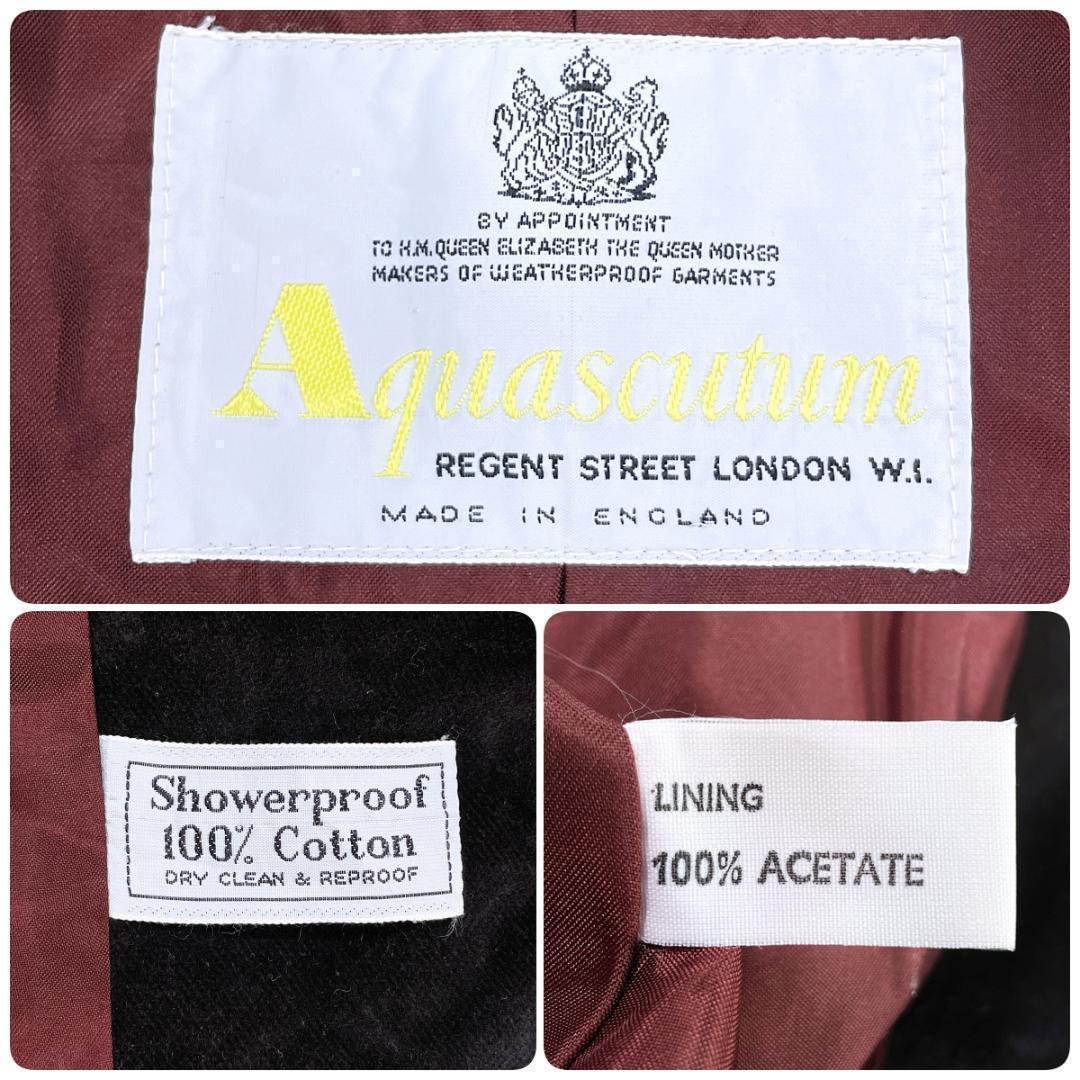 BY APPOINTMENT
TO H.M. QUEEN ELIZABETH THE QUEEN MOTHER
MAKERS OF WEATHERPROOF GARMENTS
Aquascutum
REGENT STREET LONDON W.1.
MADE IN ENGLAND
Showerproof
100% Cotton
DRY CLEAN & REPROOF
LINING
100% ACETATE